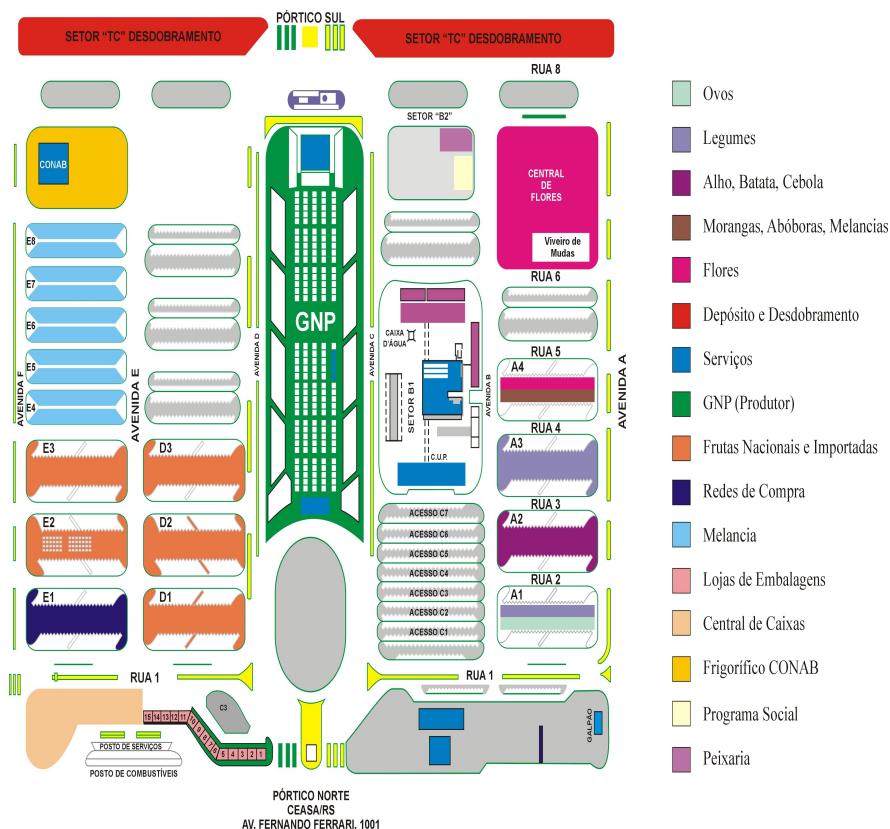 PÓRTICO SUL
SETOR "TC" DESDOBRAMENTO
SETOR "TC" DESDOBRAMENTO
RUA 8
SETOR "B2"
CONAB
CENTRAL
DE
FLORES
Viveiro de
Mudas
E8
E7
E6
E5
E4
RUA 6
GNP
CAIXA
D'ÁGUA
AVENIDA F
AVENIDA E
AVENIDA D
AVENIDA C
SETOR B1
AVENIDA B
AVENIDA A
RUA 5
A4
RUA 4
E3
D3
A3
C.U.P.
RUA 3
E2
D2
A2
ACESSO C7
ACESSO C6
ACESSO C5
ACESSO C4
ACESSO C3
ACESSO C2
ACESSO C1
RUA 2
E1
D1
A1
RUA 1
RUA 1
C3
15 14 13 12 11 10 9 8 7 6 5 4 3 2 1
GALPÃO
POSTO DE SERVIÇOS
POSTO DE COMBUSTÍVEIS
PÓRTICO NORTE
CEASA/RS
AV. FERNANDO FERRARI. 1001
Ovos
Legumes
Alho, Batata, Cebola
Morangas, Abóboras, Melancias
Flores
Depósito e Desdobramento
Serviços
GNP (Produtor)
Frutas Nacionais e Importadas
Redes de Compra
Melancia
Lojas de Embalagens
Central de Caixas
Frigorífico CONAB
Programa Social
Peixaria